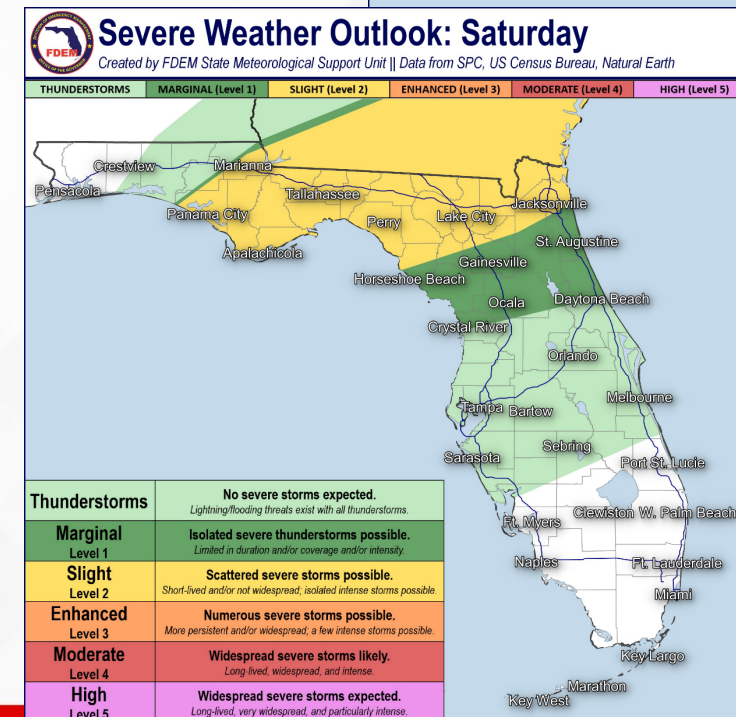 Severe Weather Outlook: Saturday
FDEM
Created by FDEM State Meteorological Support Unit || Data from SPC, US Census Bureau, Natural Earth
THUNDERSTORMS MARGINAL (Level 1) SLIGHT (Level 2) ENHANCED (Level 3) MODERATE (Level 4) HIGH (Level 5)
Crestview
Marianna
Pensacola
Tallahassee
Jacksonville
Panama City
Perry
Lake City
St. Augustine
Apalachicola
Gainesville
Horseshoe Beach
Ocala
Daytona Beach
Crystal River
Orlando
Melbourne
Tampa
Bartow
Sebring
Sarasota
Port St. Lucie
Ft. Myers
Clewiston
W. Palm Beach
Naples
Ft. Lauderdale
Miami
Key Largo
Marathon
Key West
Thunderstorms
No severe storms expected.
Lightning/flooding threats exist with all thunderstorms.
Marginal
Level 1
Isolated severe thunderstorms possible.
Limited in duration and/or coverage and/or intensity.
Slight
Level 2
Scattered severe storms possible.
Short-lived and/or not widespread; isolated intense storms possible.
Enhanced
Level 3
Numerous severe storms possible.
More persistent and/or widespread; a few intense storms possible.
Moderate
Level 4
Widespread severe storms likely.
Long-lived, widespread, and intense.
High
Level 5
Widespread severe storms expected.
Long-lived, very widespread, and particularly intense.